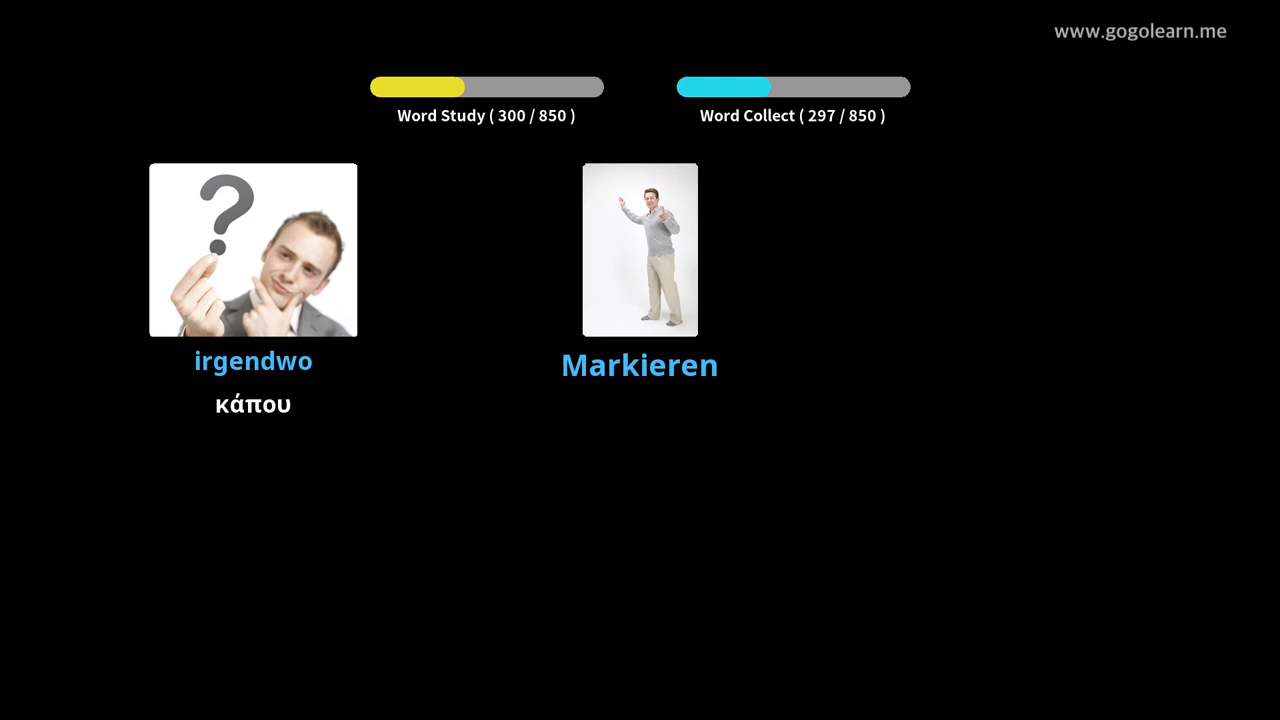 www.gogolearn.me
Word Study ( 300 / 850 )
Word Collect ( 297 / 850 )
irgendwo
κάπου
Markieren